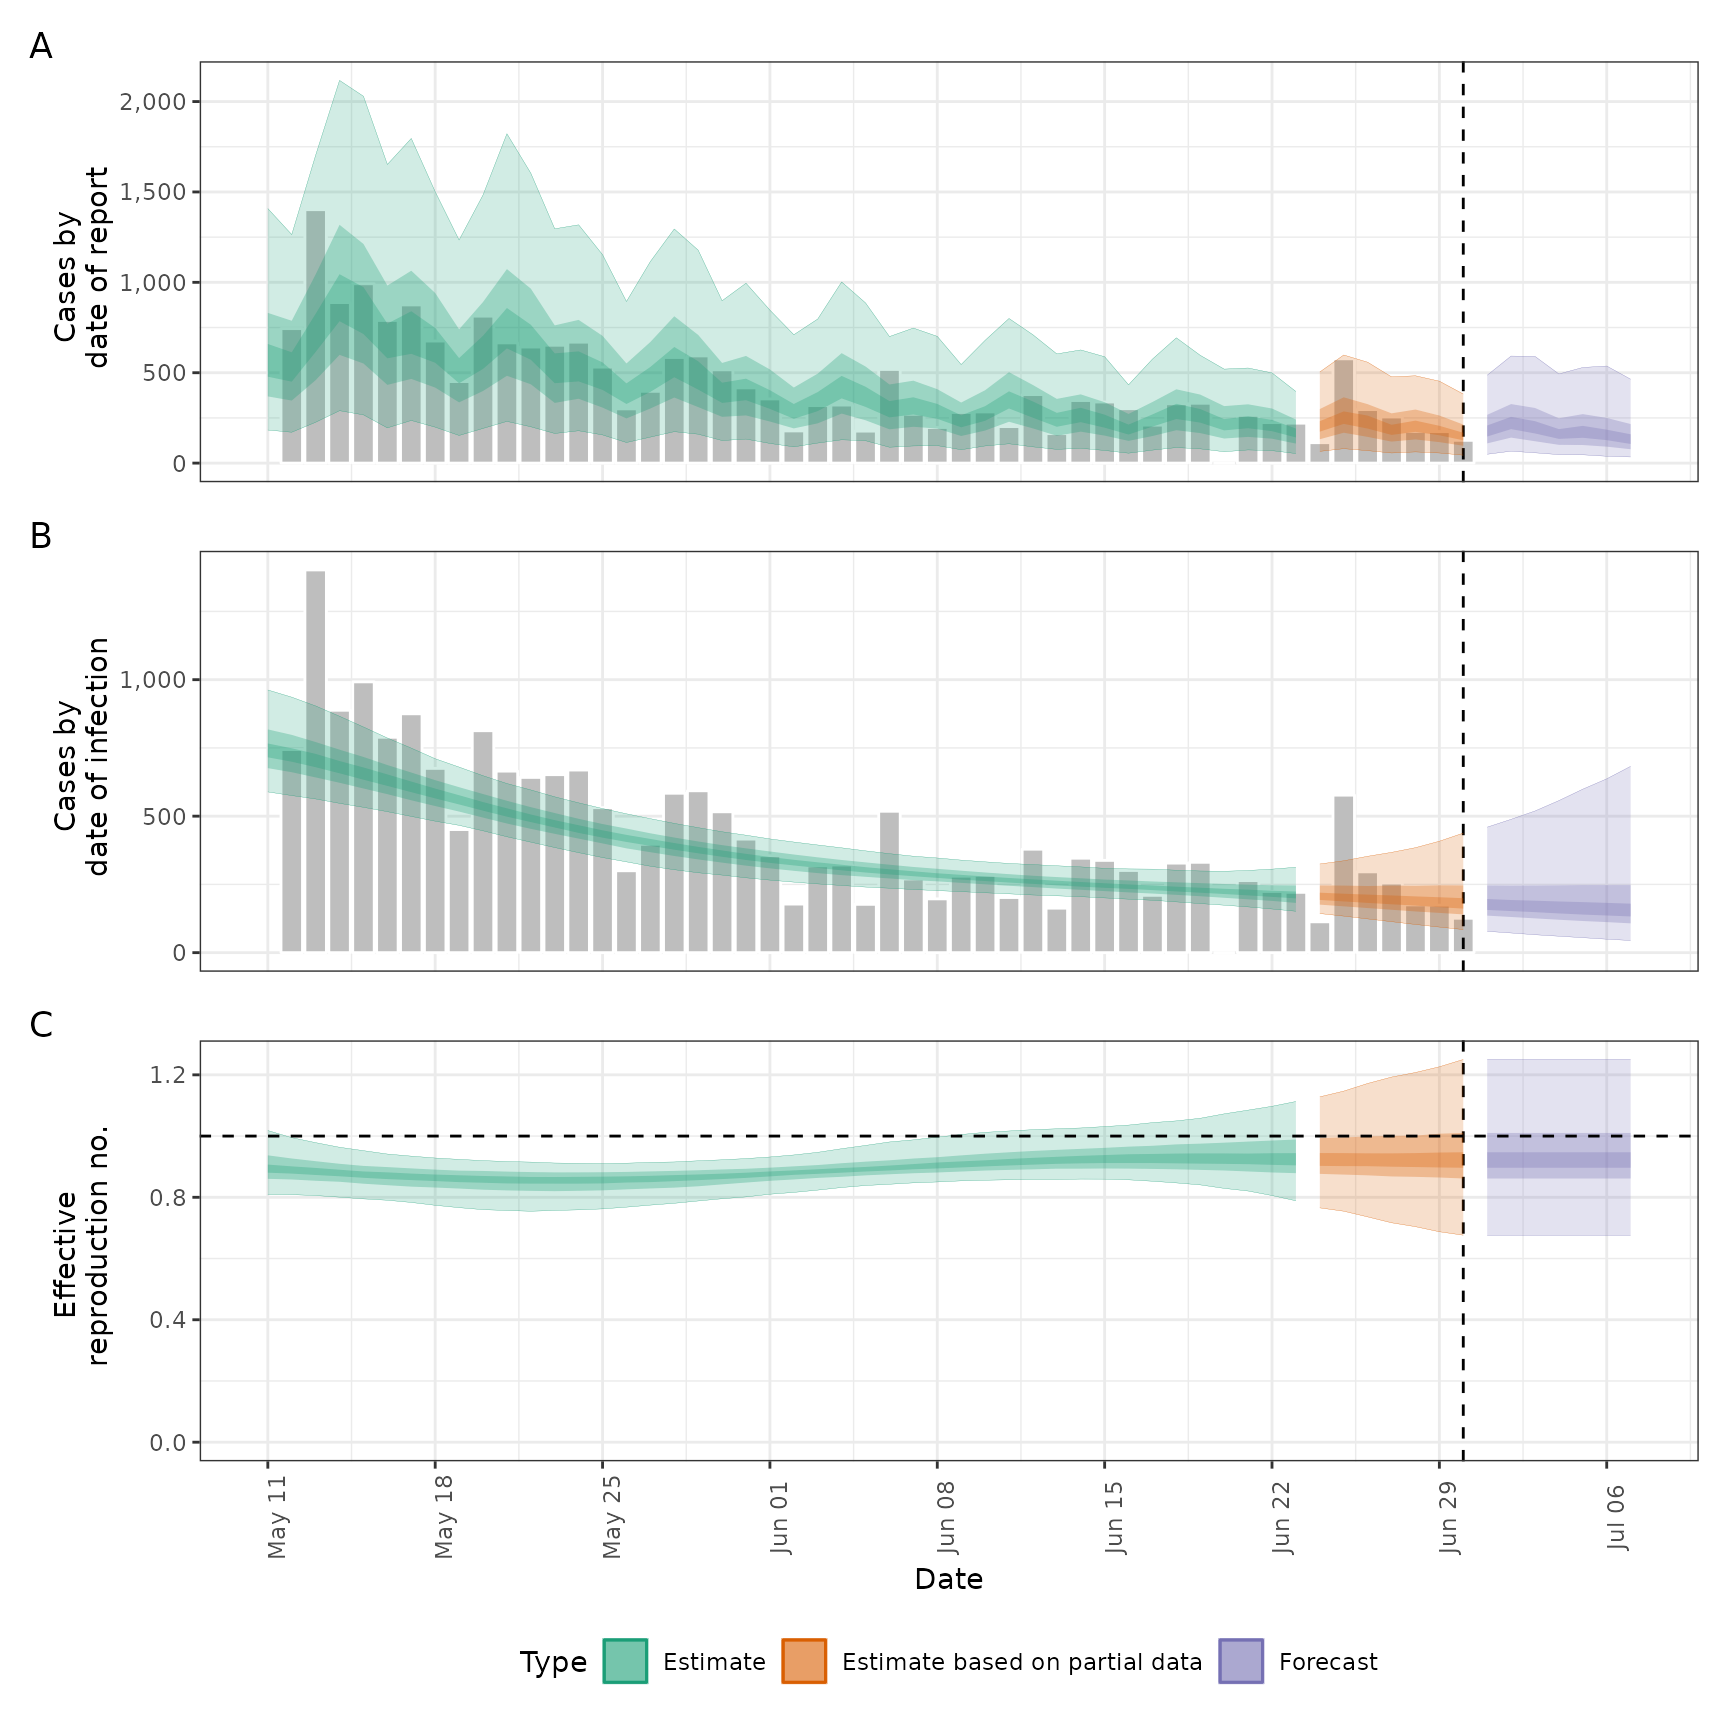 A
Cases by
date of report
2,000
1,500
1,000
500
0
B
Cases by
date of infection
1,000
500
0
C
Effective
reproduction no.
1.2
0.8
0.4
0.0
May 11
May 18
May 25
Jun 01
Jun 08
Jun 15
Jun 22
Jun 29
Jul 06
Date
Type
Estimate
Estimate based on partial data
Forecast